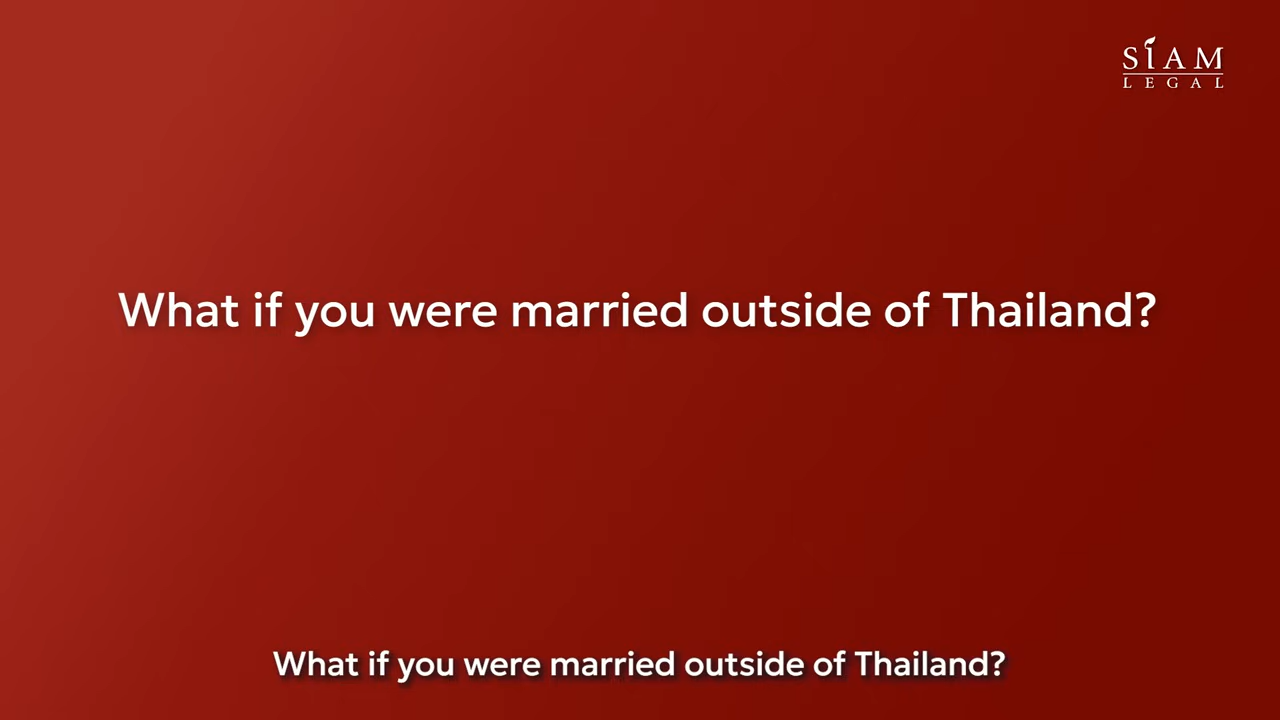 SIAM
LEGAL
What if you were married outside of Thailand?
What if you were married outside of Thailand?